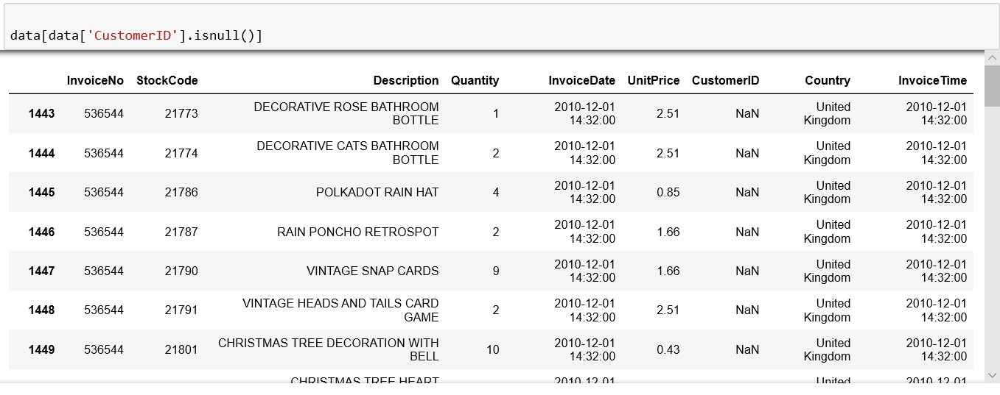 data[data['CustomerID'].isnull()]
InvoiceNo StockCode Description Quantity InvoiceDate UnitPrice CustomerID Country InvoiceTime
1443 536544 21773 DECORATIVE ROSE BATHROOM 1 2010-12-01 2.51 NaN United 2010-12-01
BOTTLE 14:32:00 Kingdom 14:32:00
1444 536544 21774 DECORATIVE CATS BATHROOM 2 2010-12-01 2.51 NaN United 2010-12-01
BOTTLE 14:32:00 Kingdom 14:32:00
1445 536544 21786 POLKADOT RAIN HAT 4 2010-12-01 0.85 NaN United 2010-12-01
14:32:00 Kingdom 14:32:00
1446 536544 21787 RAIN PONCHO RETROSPOT 2 2010-12-01 1.66 NaN United 2010-12-01
14:32:00 Kingdom 14:32:00
1447 536544 21790 VINTAGE SNAP CARDS 9 2010-12-01 1.66 NaN United 2010-12-01
14:32:00 Kingdom 14:32:00
1448 536544 21791 VINTAGE HEADS AND TAILS CARD 2 2010-12-01 2.51 NaN United 2010-12-01
GAME 14:32:00 Kingdom 14:32:00
1449 536544 21801 CHRISTMAS TREE DECORATION WITH 10 2010-12-01 0.43 NaN United 2010-12-01
BELL 14:32:00 Kingdom 14:32:00
CHRISTMAS TREE HEART 2010-12-01 United 2010-12-01